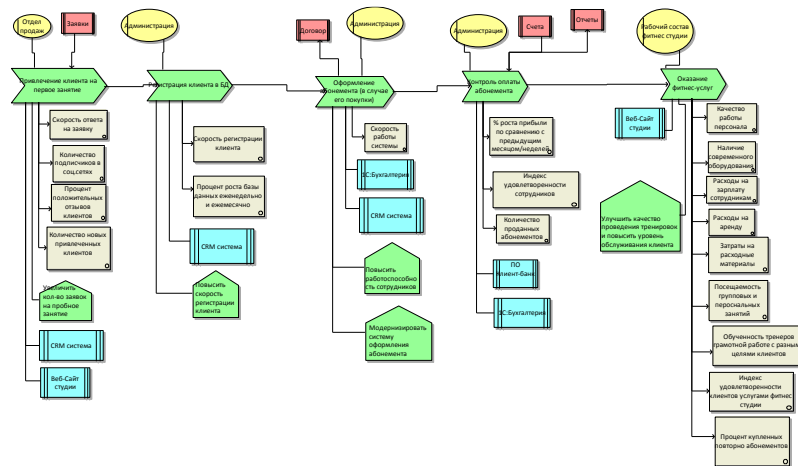 Отдел
продаж
Заявки
Привлечение клиента на
первое занятие
Скорость ответа
на заявку
Количество
подписчиков в
соц.сетях
Процент
положительных
отзывов
клиентов
Количество новых
привлеченных
клиентов
Увеличить
кол-во заявок
на пробное
занятие
CRM система
Веб-Сайт
студии
Администрация
Регистрация клиента в БД
Скорость регистрации
клиента
Процент роста базы
данных еженедельно
и ежемесячно
CRM система
Повысить
скорость
регистрации
клиента
Договор
Администрация
Оформление
абонемента (в случае
его покупки)
Скорость
работы
системы
1С:Бухгалтерия
CRM система
Повысить
работоспособно
сть сотрудников
Модернизировать
систему
оформления
абонемента
Администрация
Счета
Отчеты
Контроль оплаты
абонемента
% роста прибыли
по сравнению с
предыдущим
месяцом/неделей
Индекс
удовлетворенности
сотрудников
Количество
проданных
абонементов
ПО
Клиент-банк
1С:Бухгалтерия
Рабочий состав
фитнес студии
Оказание
фитнес-услуг
Веб-Сайт
студии
Улучшить качество
проведения тренировок
и повысить уровень
обслуживания клиента
Качество
работы
персонала
Наличие
современного
оборудования
Расходы на
зарплату
сотрудникам
Расходы на
аренду
Затраты на
расходные
материалы
Посещаемость
групповых и
персональных
занятий
Обученность тренеров
грамотной работе с разным
целями клиентов
Индекс
удовлетворенности
клиентов услугами фитнес
студии
Процент купленных
повторно абонементов